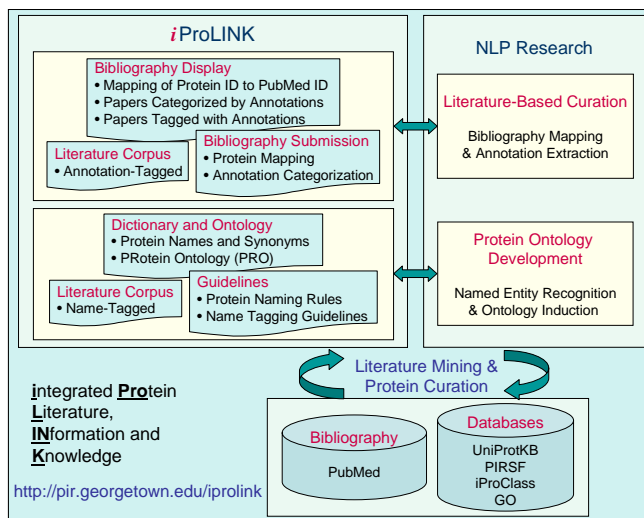 iProLINK
Bibliography Display
• Mapping of Protein ID to PubMed ID
• Papers Categorized by Annotations
• Papers Tagged with Annotations
Literature Corpus
• Annotation-Tagged
Bibliography Submission
• Protein Mapping
• Annotation Categorization
Dictionary and Ontology
• Protein Names and Synonyms
• PRotein Ontology (PRO)
Literature Corpus
• Name-Tagged
Guidelines
• Protein Naming Rules
• Name Tagging Guidelines
NLP Research
Literature-Based Curation
Bibliography Mapping
& Annotation Extraction
Protein Ontology
Development
Named Entity Recognition
& Ontology Induction
Literature Mining &
Protein Curation
integrated Protein
Literature,
INformation and
Knowledge
http://pir.georgetown.edu/iprolink
Bibliography
PubMed
Databases
UniProtKB
PIRSF
iProClass
GO